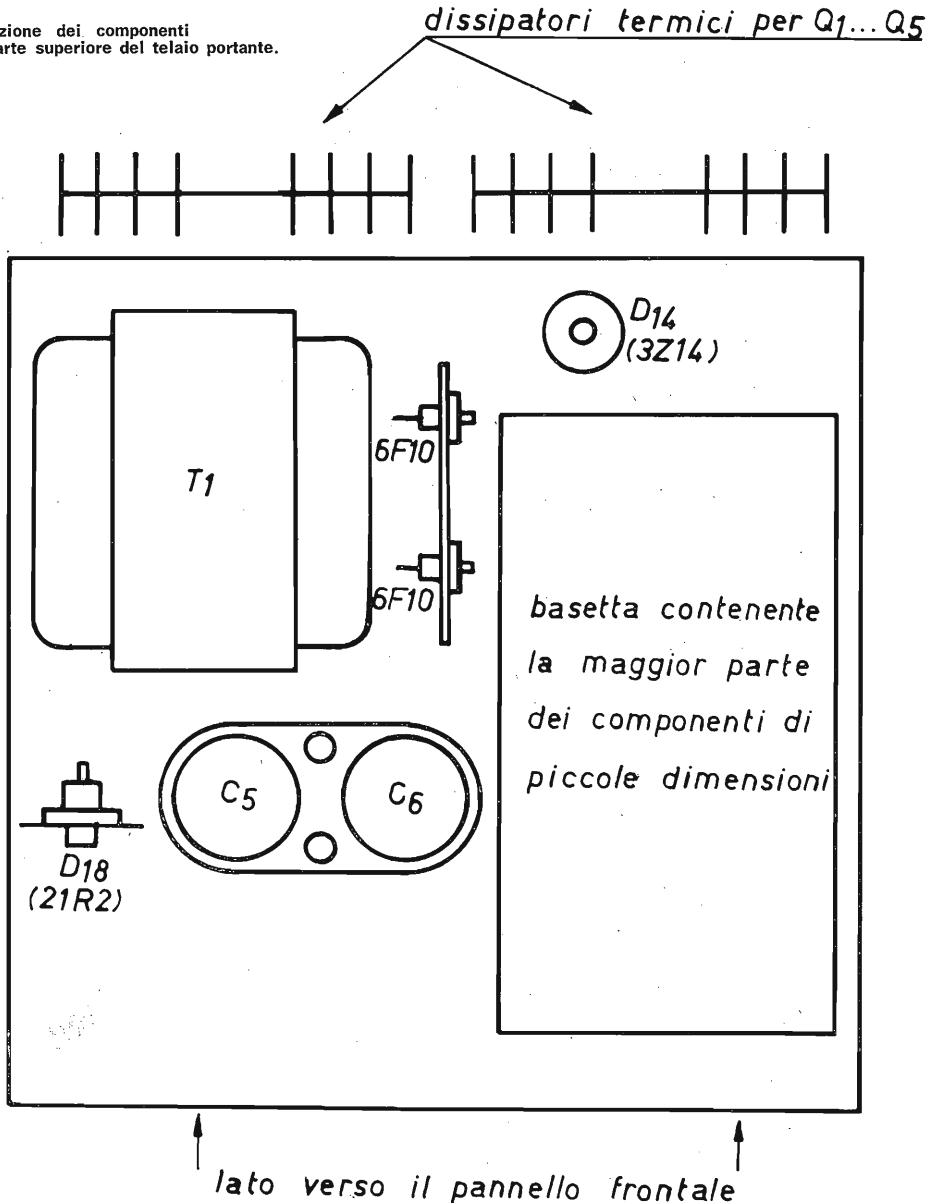 zione dei componenti
arte superiore del telaio portante.
dissipatori termici per Q1...Q5
D14
(3Z14)
6F10
T1
6F10
basetta contenente
la maggior parte
dei componenti di
piccole dimensioni
C5
C6
D18
(21R2)
lato verso il pannello frontale